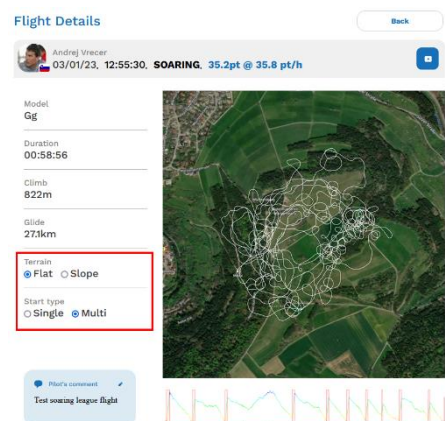 Flight Details
Back
Andrej Vrecer
03/01/23, 12:55:30, SOARING, 35.2pt @ 35.8 pt/h
Model
Gg
Duration
00:58:56
Climb
822m
Glide
27.1km
Terrain
Flat Slope
Start type
Single Multi
Pilot's comment
Test soaring league flight